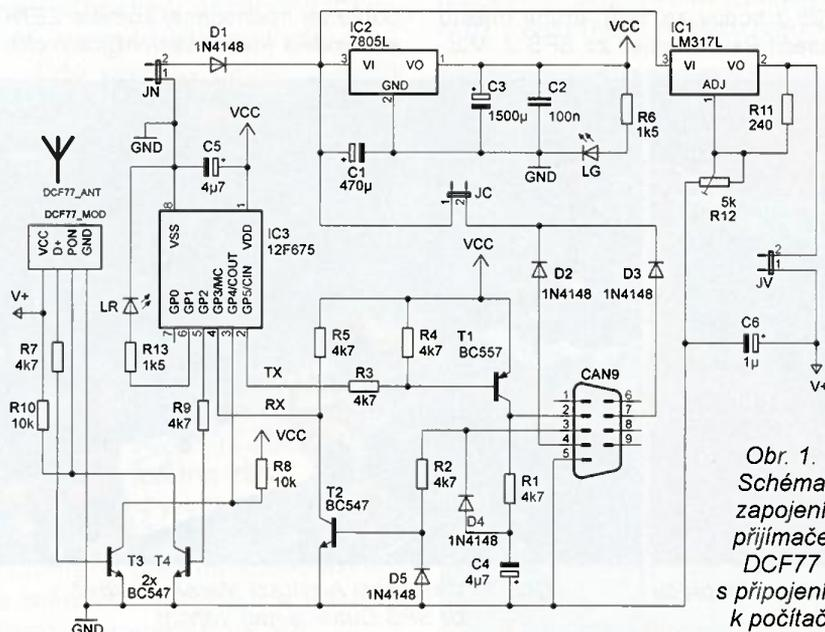 D1
1N4148
JN
2
1
GND
IC2
7805L
3
VI
VO
1
GND
2
C1
470µ
C3
1500µ
C2
100n
VCC
R6
1k5
LG
GND
IC1
LM317L
3
VI
VO
2
ADJ
1
R11
240
5k
R12
JV
2
1
C6
1µ
V+
DCF77_ANT
DCF77_MOD
VCC
D+
PON
GND
V+
R7
4k7
R10
10k
C5
4µ7
VCC
8
1
VSS
VDD
IC3
12F675
GP0
GP1
GP2
GP3/MC
GP4/COUT
GP5/CIN
7
6
5
4
3
2
LR
R13
1k5
R9
4k7
TX
RX
R5
4k7
R4
4k7
R3
4k7
VCC
JC
1
2
T1
BC557
D2
1N4148
D3
1N4148
CAN9
1
2
3
4
5
6
7
8
9
VCC
R8
10k
T2
BC547
R2
4k7
R1
4k7
D4
1N4148
D5
1N4148
C4
4µ7
T3
T4
2x
BC547
GND
Obr. 1.
Schéma
zapojení
přijímače
DCF77
s připojení
k počítač